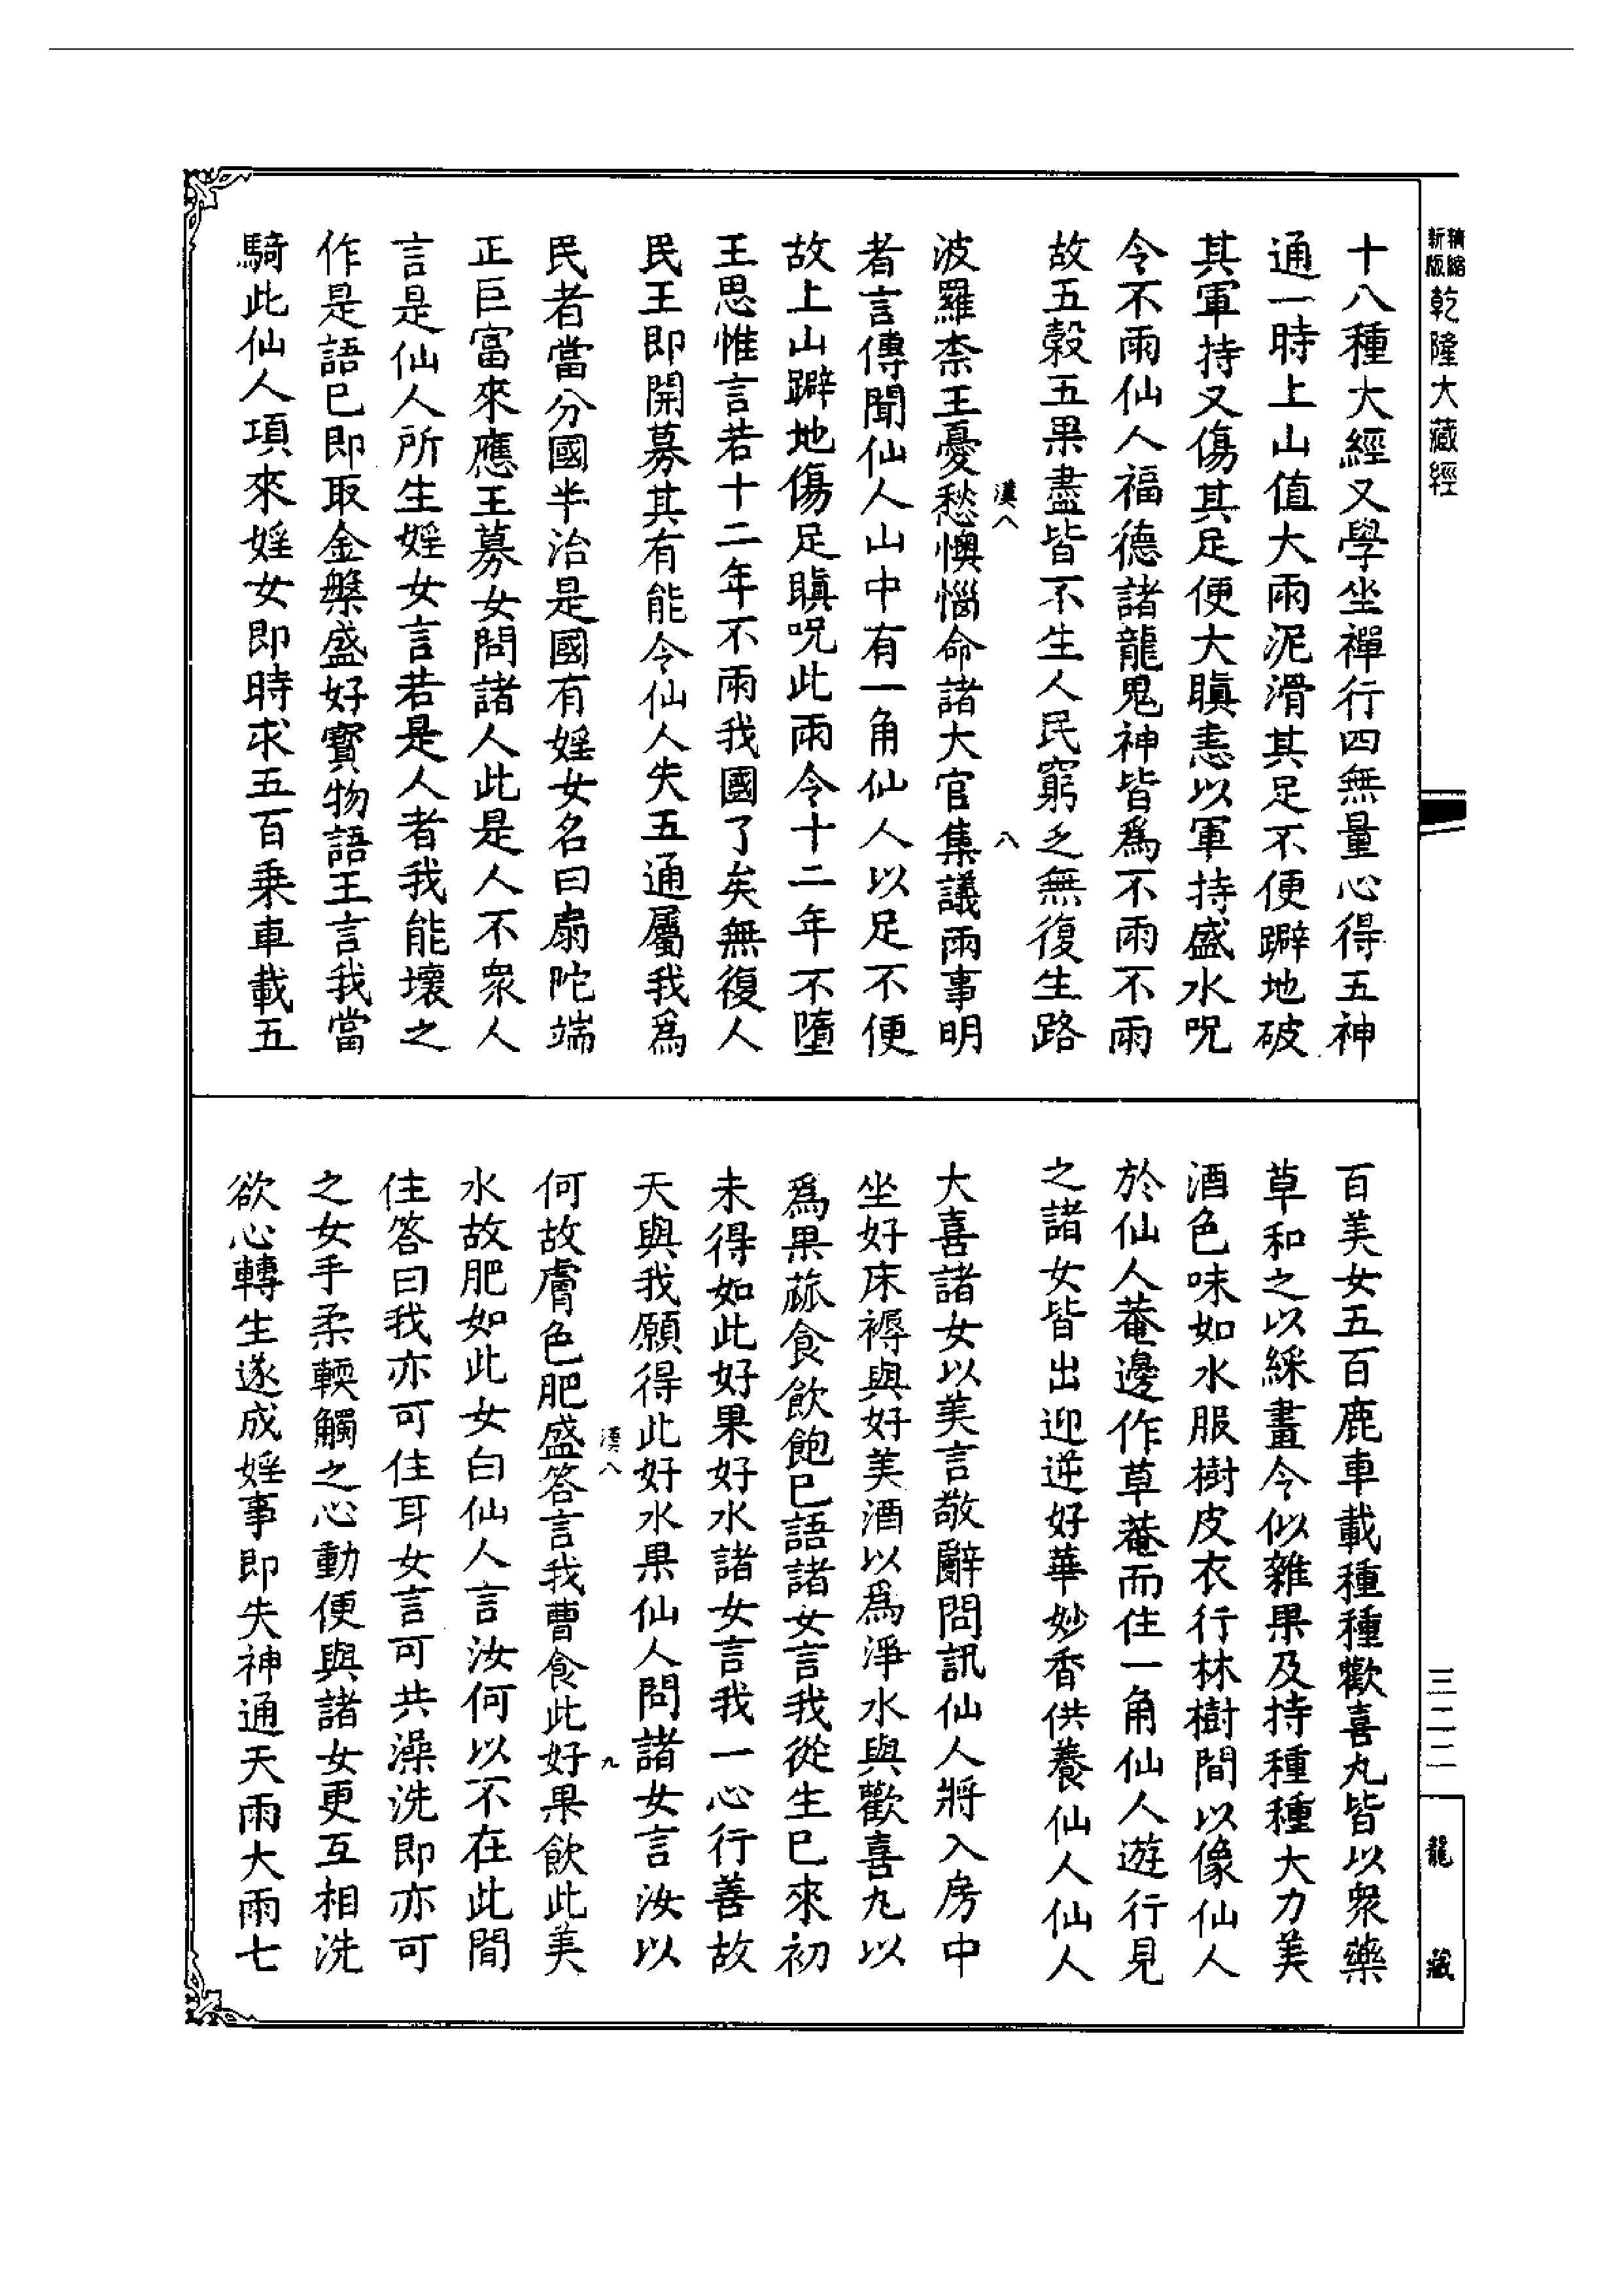 精縮
新版
乾隆大藏經
三二二
龍藏
十八種大經又學坐禪行四無量心得五神
通一時上山值大雨泥滑其足不便躃地破
其軍持又傷其足便大瞋恚以軍持盛水呪
令不雨仙人福德諸龍鬼神皆爲不雨不雨
故五穀五果盡皆不生人民窮乏無復生路
漢八
八
波羅柰王憂愁懊惱命諸大官集議雨事明
者言傳聞仙人山中有一角仙人以足不便
故上山躃地傷足瞋呪此雨令十二年不墮
王思惟言若十二年不雨我國了矣無復人
民王即開募其有能令仙人失五通屬我爲
民者當分國半治是國有婬女名曰扇陀端
正巨富來應王募女問諸人此是人不衆人
言是仙人所生婬女言若是人者我能壞之
作是語已即取金槃盛好寳物語王言我當
騎此仙人項來婬女即時求五百乗車載五
百美女五百鹿車載種種歡喜丸皆以衆藥
草和之以綵畫令似雜果及持種種大力美
酒色味如水服樹皮衣行林樹間以像仙人
於仙人菴邊作草菴而住一角仙人遊行見
之諸女皆出迎逆好華妙香供養仙人仙人
大喜諸女以美言敬辭問訊仙人將入房中
坐好床褥與好美酒以爲淨水與歡喜丸以
爲果蓏食飲飽已語諸女言我從生已來初
未得如此好果好水諸女言我一心行善故
天與我願得此好水果仙人問諸女言汝以
漢八
九
何故膚色肥盛答言我曹食此好果飲此美
水故肥如此女白仙人言汝何以不在此間
住答曰我亦可住耳女言可共澡洗即亦可
之女手柔輭觸之心動便與諸女更互相洗
欲心轉生遂成婬事即失神通天雨大雨七